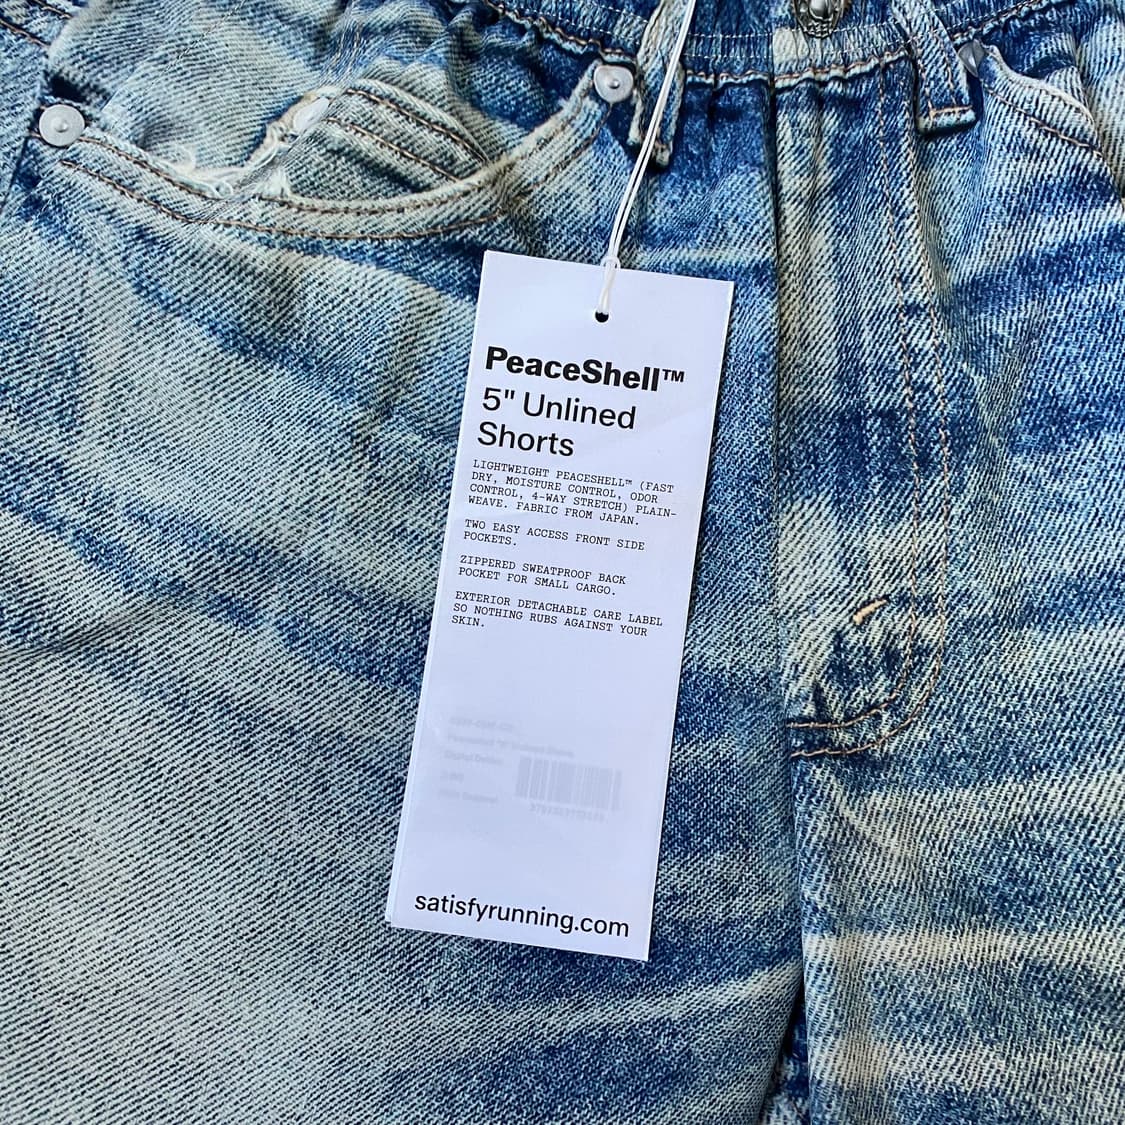 PeaceShell™
5" Unlined
Shorts
LIGHTWEIGHT PEACESHELL™ (FAST
DRY, MOISTURE CONTROL, ODOR
CONTROL, 4-WAY STRETCH) PLAIN-
WEAVE. FABRIC FROM JAPAN.
TWO EASY ACCESS FRONT SIDE
POCKETS.
ZIPPERED SWEATPROOF BACK
POCKET FOR SMALL CARGO.
EXTERIOR DETACHABLE CARE LABEL
SO NOTHING RUBS AGAINST YOUR
SKIN.
satisfyrunning.com